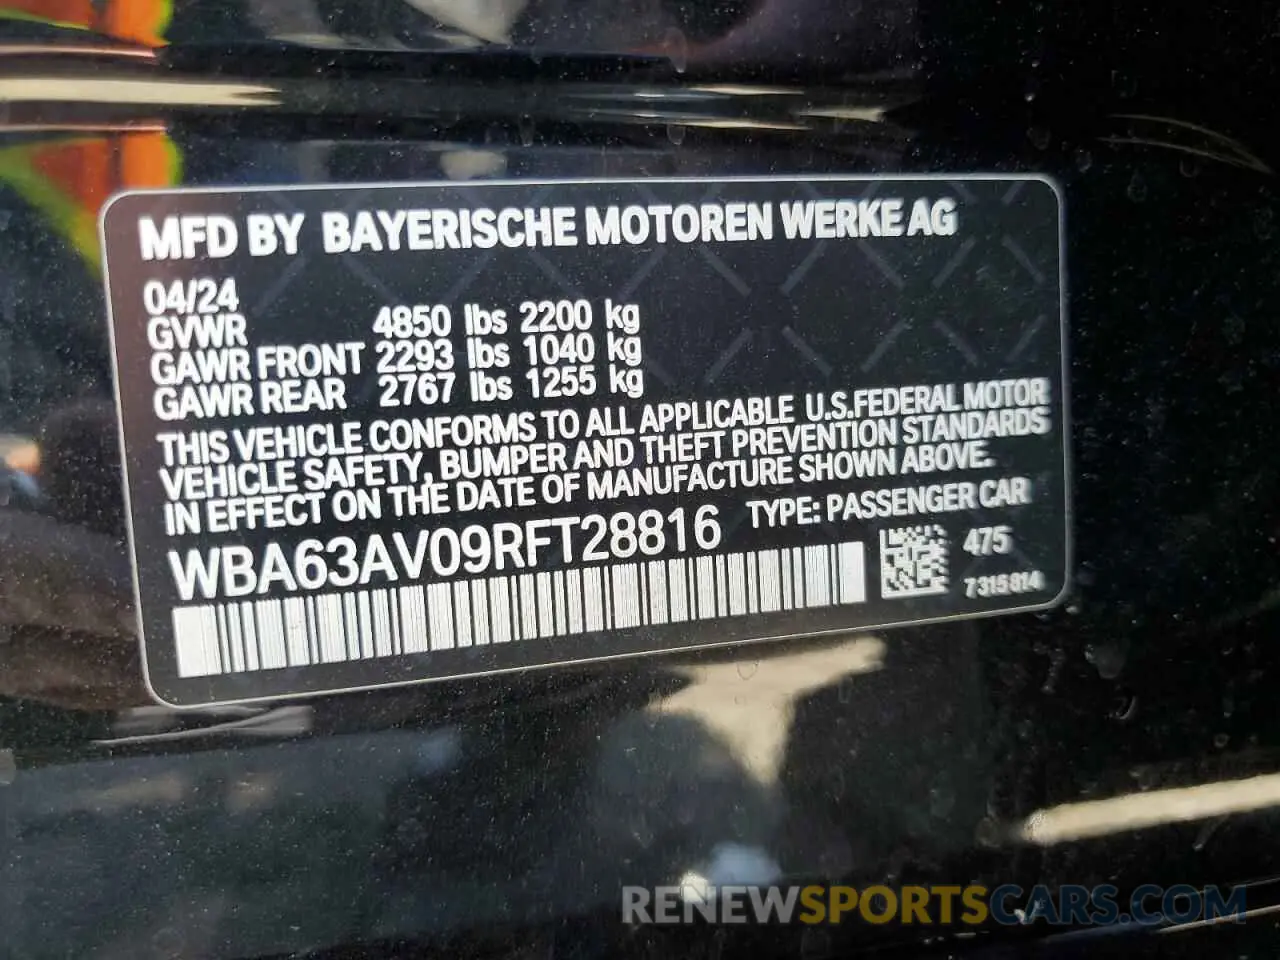 MFD BY BAYERISCHE MOTOREN WERKE AG
04/24
GVWR 4850 lbs 2200 kg
GAWR FRONT 2293 lbs 1040 kg
GAWR REAR 2767 lbs 1255 kg
THIS VEHICLE CONFORMS TO ALL APPLICABLE U.S.FEDERAL MOTOR
VEHICLE SAFETY, BUMPER AND THEFT PREVENTION STANDARDS
IN EFFECT ON THE DATE OF MANUFACTURE SHOWN ABOVE.
WBA63AV09RFT28816 TYPE: PASSENGER CAR
475
7315814
RENEWSPORTSCARS.COM